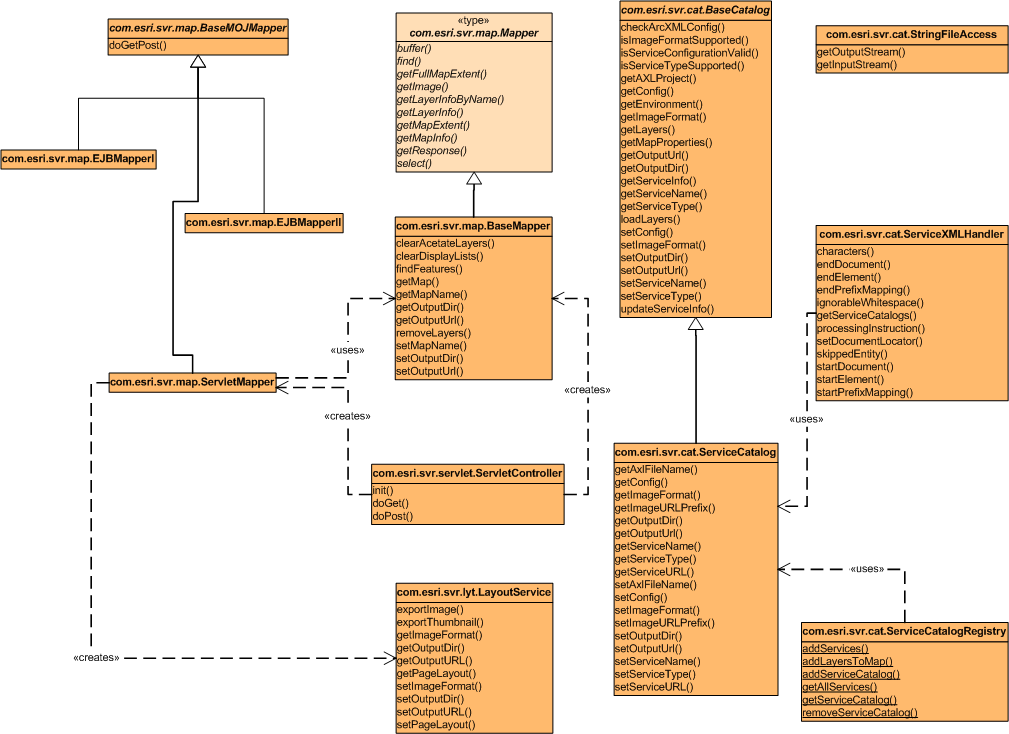 com.esri.svr.map.BaseMOJMapper
doGetPost()
com.esri.svr.map.EJBMapperI
com.esri.svr.map.EJBMapperII
com.esri.svr.map.ServletMapper
«type»
com.esri.svr.map.Mapper
buffer()
find()
getFullMapExtent()
getImage()
getLayerInfoByName()
getLayerInfo()
getMapExtent()
getMapInfo()
getResponse()
select()
com.esri.svr.map.BaseMapper
clearAcetateLayers()
clearDisplayLists()
findFeatures()
getMap()
getMapName()
getOutputDir()
getOutputUrl()
removeLayers()
setMapName()
setOutputDir()
setOutputUrl()
«uses»
«creates»
«creates»
com.esri.svr.servlet.ServletController
init()
doGet()
doPost()
com.esri.svr.lyt.LayoutService
exportImage()
exportThumbnail()
getImageFormat()
getOutputDir()
getOutputURL()
getPageLayout()
setImageFormat()
setOutputDir()
setOutputURL()
setPageLayout()
«creates»
com.esri.svr.cat.BaseCatalog
checkArcXMLConfig()
isImageFormatSupported()
isServiceConfigurationValid()
isServiceTypeSupported()
getAXLProject()
getConfig()
getEnvironment()
getImageFormat()
getLayers()
getMapProperties()
getOutputUrl()
getOutputDir()
getServiceInfo()
getServiceName()
getServiceType()
loadLayers()
setConfig()
setImageFormat()
setOutputDir()
setOutputUrl()
setServiceName()
setServiceType()
updateServiceInfo()
com.esri.svr.cat.ServiceCatalog
getAxlFileName()
getConfig()
getImageFormat()
getImageURLPrefix()
getOutputDir()
getOutputUrl()
getServiceName()
getServiceType()
getServiceURL()
setAxlFileName()
setConfig()
setImageFormat()
setImageURLPrefix()
setOutputDir()
setOutputUrl()
setServiceName()
setServiceType()
setServiceURL()
com.esri.svr.cat.StringFileAccess
getOutputStream()
getInputStream()
com.esri.svr.cat.ServiceXMLHandler
characters()
endDocument()
endElement()
endPrefixMapping()
ignorableWhitespace()
getServiceCatalogs()
processingInstruction()
setDocumentLocator()
skippedEntity()
startDocument()
startElement()
startPrefixMapping()
«uses»
«uses»
com.esri.svr.cat.ServiceCatalogRegistry
addServices()
addLayersToMap()
addServiceCatalog()
getAllServices()
getServiceCatalog()
removeServiceCatalog()